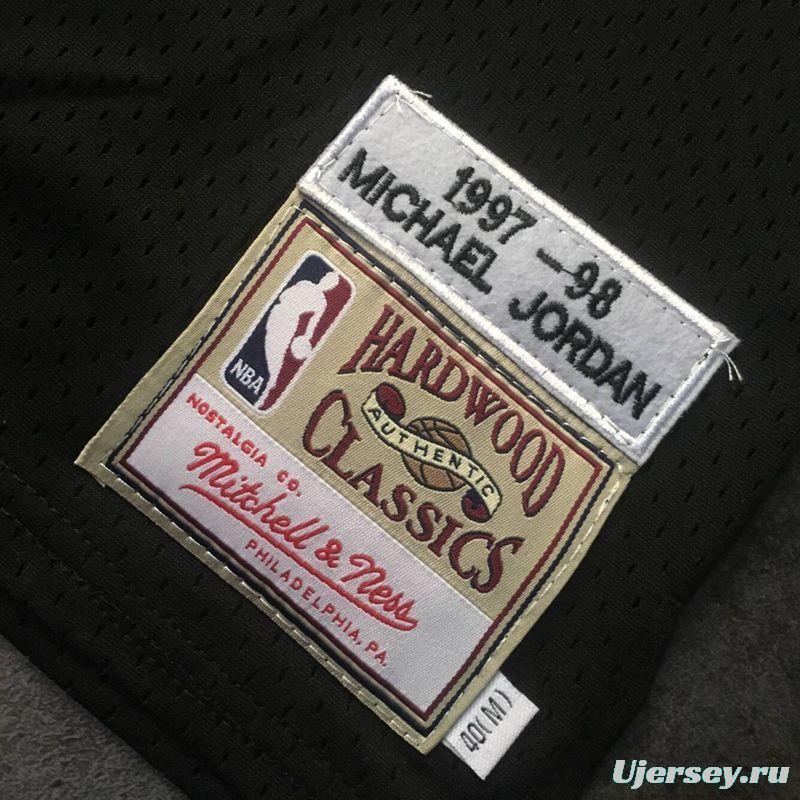 1997-98
MICHAEL JORDAN
NBA
HARDWOOD
AUTHENTIC
CLASSICS
NOSTALGIA CO.
Mitchell & Ness
PHILADELPHIA, PA.
40(M)
Ujersey.ru